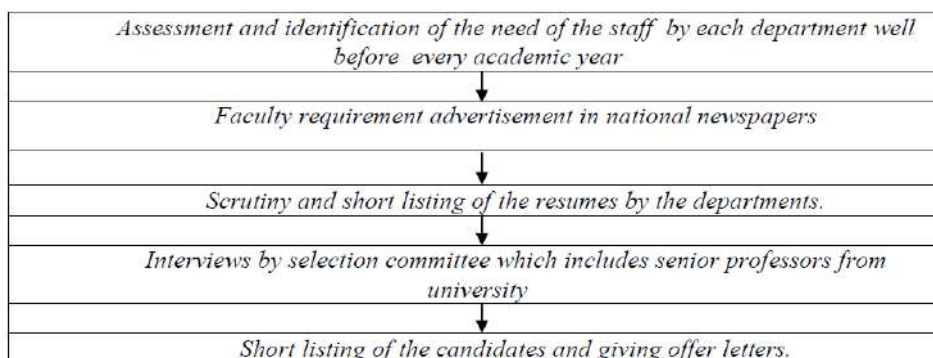 Assessment and identification of the need of the staff by each department well
before every academic year
Faculty requirement advertisement in national newspapers
Scrutiny and short listing of the resumes by the departments.
Interviews by selection committee which includes senior professors from
university
Short listing of the candidates and giving offer letters.